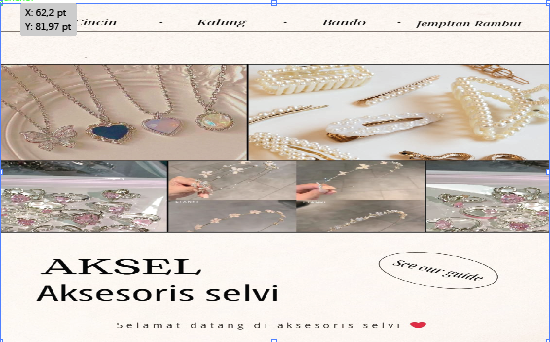 X: 62,2 pt
Y: 81,97 pt
Cincin - Kalung - Bando - Jempitan Rambut
AKSEL
See our guide
Aksesoris selvi
Selamat datang di aksesoris selvi ❤